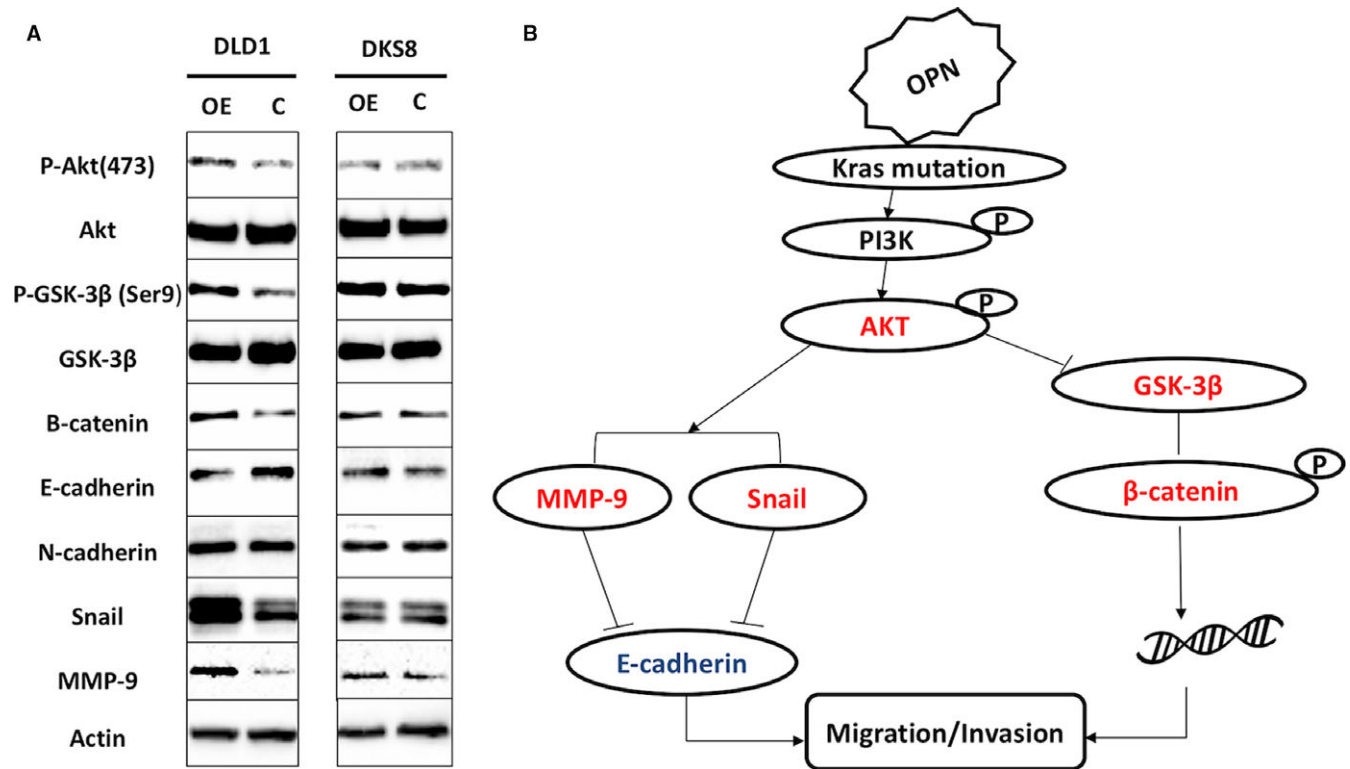 A
DLD1
DKS8
OE C OE C
P-Akt(473)
Akt
P-GSK-3β (Ser9)
GSK-3β
B-catenin
E-cadherin
N-cadherin
Snail
MMP-9
Actin
B
OPN
Kras mutation
PI3K
P
AKT
P
GSK-3β
β-catenin
P
MMP-9
Snail
E-cadherin
Migration/Invasion